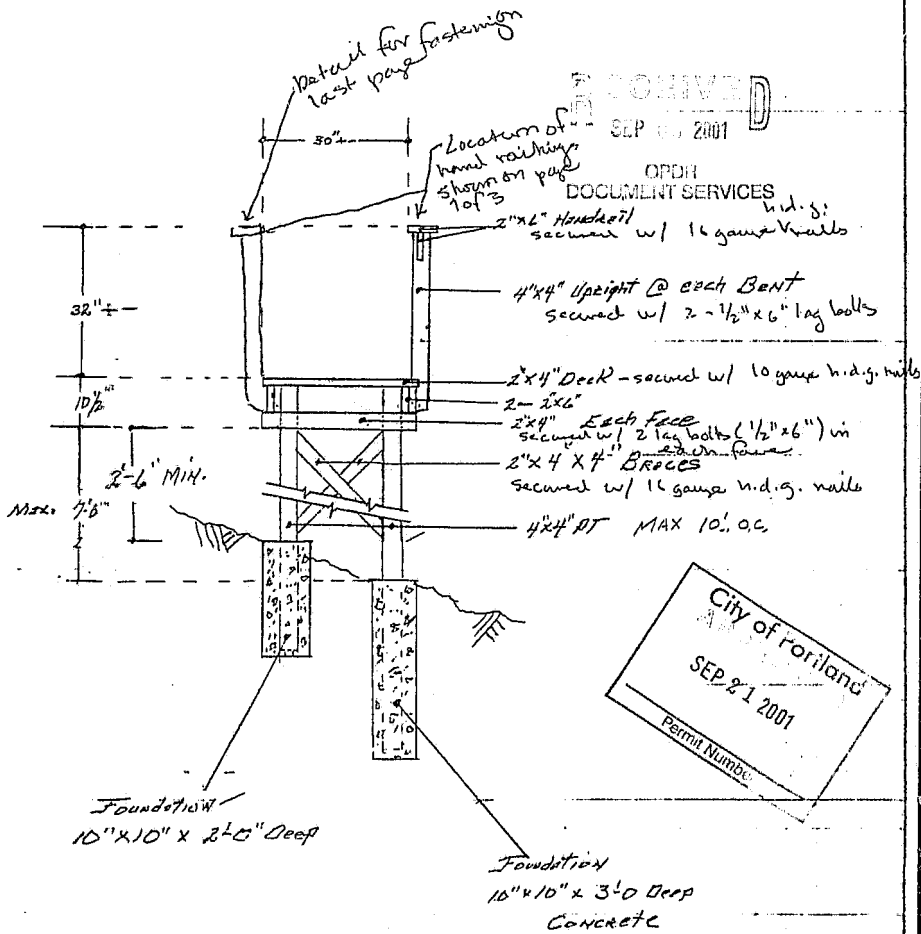 Detail for fastenign
last page
30"±
Location of
hand railing
shown on page
1 of 3
SEP 2001
OPDR
DOCUMENT SERVICES
2"x6" Handrail
h.d.g.
secured w/ 16 gauge nails
4"x4" Upright @ each Bent
secured w/ 2-1/2"x6" lag bolts
32"±
2"x4" Deck - secured w/ 10 gauge h.d.g. nails
10 1/2"
2-2"x6"
2"x4" Each Face
secured w/ 2 lag bolts (1/2"x6") in
each face
2"x4"x4" Braces
secured w/ 16 gauge h.d.g. nails
2'-6" MIN.
Max. 7'6"
4"x4" PT MAX 10' O.C.
City of Portland
SEP 21 2001
Permit Number
Foundation
10"x10" x 2'-0" Deep
Foundation
10"x10" x 3'-0 Deep
Concrete